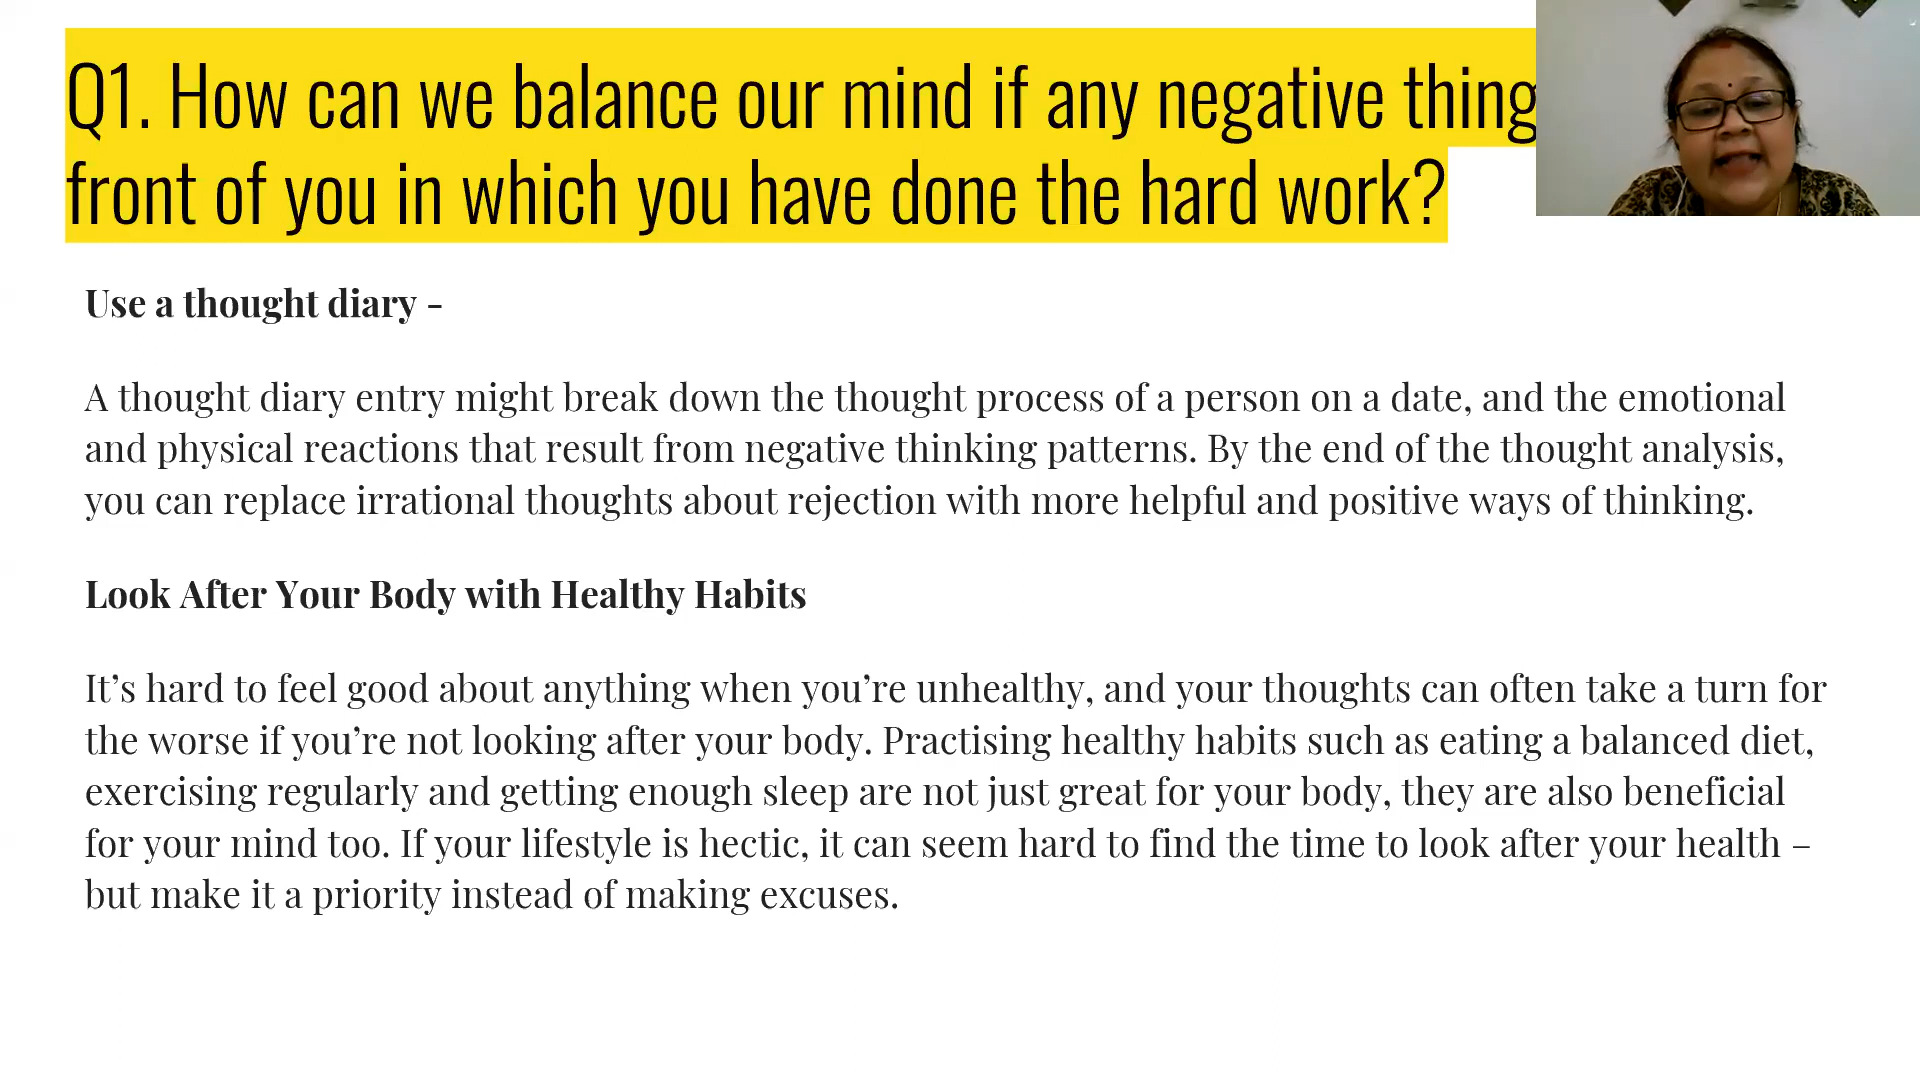 Q1. How can we balance our mind if any negative thing
front of you in which you have done the hard work?
Use a thought diary -
A thought diary entry might break down the thought process of a person on a date, and the emotional
and physical reactions that result from negative thinking patterns. By the end of the thought analysis,
you can replace irrational thoughts about rejection with more helpful and positive ways of thinking.
Look After Your Body with Healthy Habits
It’s hard to feel good about anything when you’re unhealthy, and your thoughts can often take a turn for
the worse if you’re not looking after your body. Practising healthy habits such as eating a balanced diet,
exercising regularly and getting enough sleep are not just great for your body, they are also beneficial
for your mind too. If your lifestyle is hectic, it can seem hard to find the time to look after your health –
but make it a priority instead of making excuses.